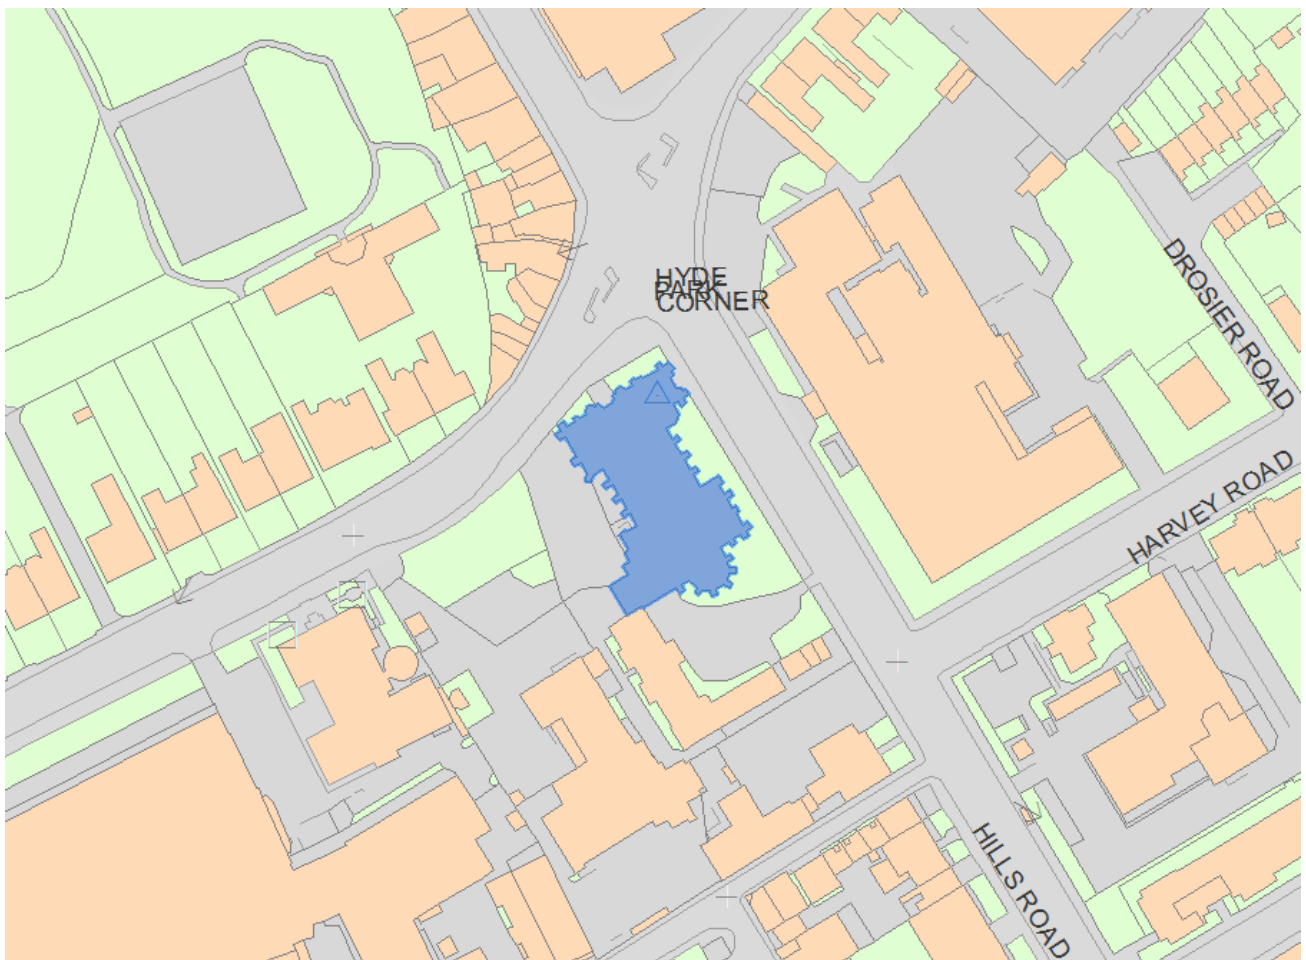 HYDE
PARK
CORNER
DROSIER ROAD
HARVEY ROAD
HILLS ROAD